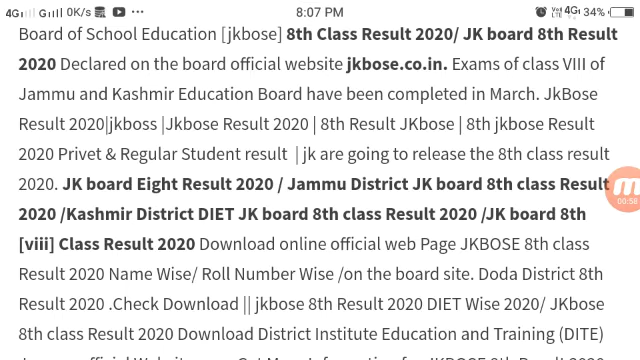 4G 0K/s 8:07 PM VoLTE 4G 34%
Board of School Education [jkbose] 8th Class Result 2020/ JK board 8th Result
2020 Declared on the board official website jkbose.co.in. Exams of class VIII of
Jammu and Kashmir Education Board have been completed in March. JkBose
Result 2020|jkboss |Jkbose Result 2020 | 8th Result JKbose | 8th jkbose Result
2020 Privet & Regular Student result | jk are going to release the 8th class result
2020. JK board Eight Result 2020 / Jammu District JK board 8th class Result
00:58
2020 /Kashmir District DIET JK board 8th class Result 2020 /JK board 8th
[viii] Class Result 2020 Download online official web Page JKBOSE 8th class
Result 2020 Name Wise/ Roll Number Wise /on the board site. Doda District 8th
Result 2020 .Check Download || jkbose 8th Result 2020 DIET Wise 2020/ JKbose
8th class Result 2020 Download District Institute Education and Training (DITE)